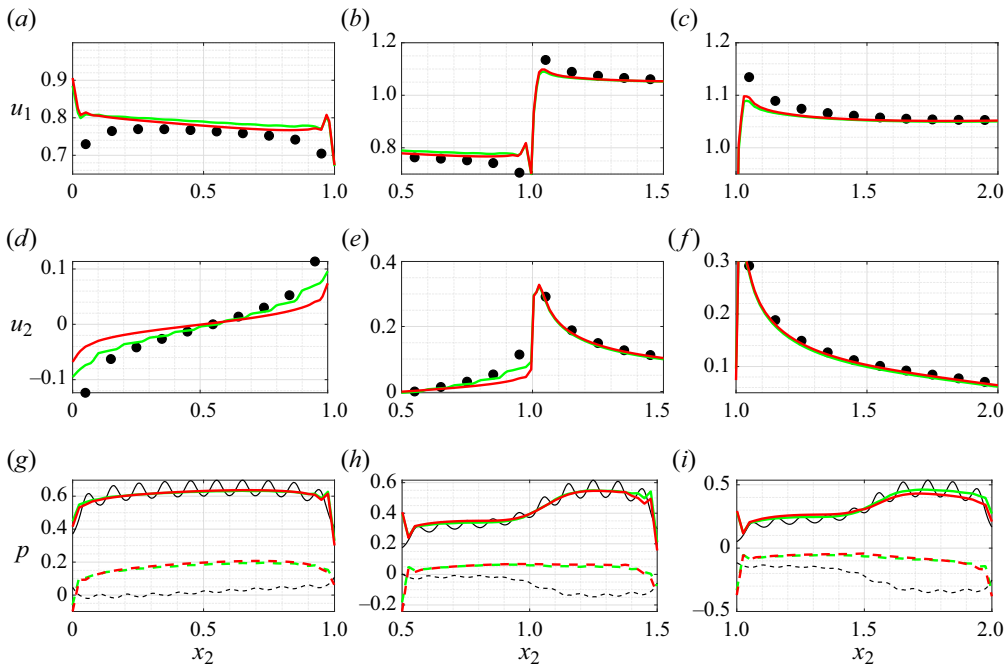 (a) (b) (c)
1.2 1.2
0.9 1.1
u1 0.8 1.0 1.0
0.7 0.8
0 0.5 1.0 0.5 1.0 1.5 1.0 1.5 2.0
(d) (e) (f)
0.1 0.4 0.3
u2 0 0.2 0.2
−0.1 0 0.1
0 0.5 1.0 0.5 1.0 1.5 1.0 1.5 2.0
(g) (h) (i)
0.6 0.6 0.5
0.4 0.4
p 0.2 0.2 0
0 0
−0.2 −0.5
0 0.5 1.0 0.5 1.0 1.5 1.0 1.5 2.0
x2 x2 x2